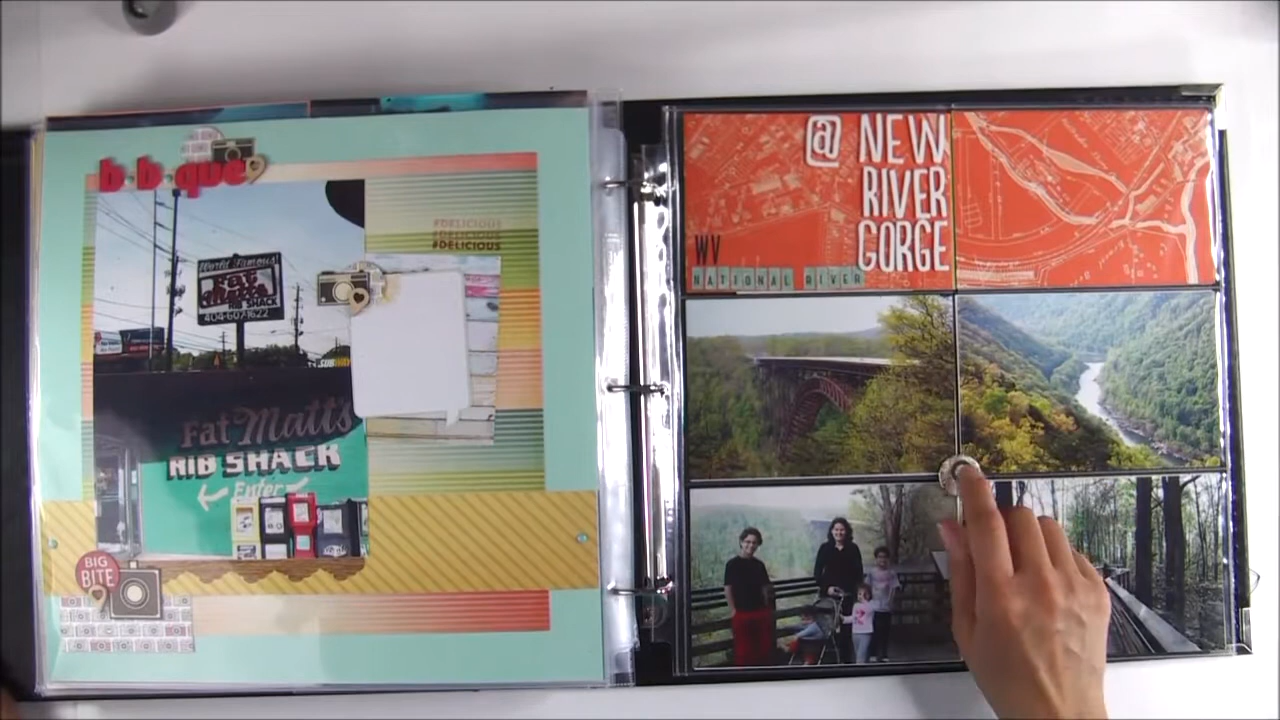 b·b·que
#DELICIOUS
#DELICIOUS
#DELICIOUS
World Famous
Fat
Matt's
RIB SHACK
404-607-1622
SUBWAY
Fat Matt's
RIB SHACK
Enter
BIG
BITE
@ NEW
RIVER
GORGE
WV
NATIONAL RIVER